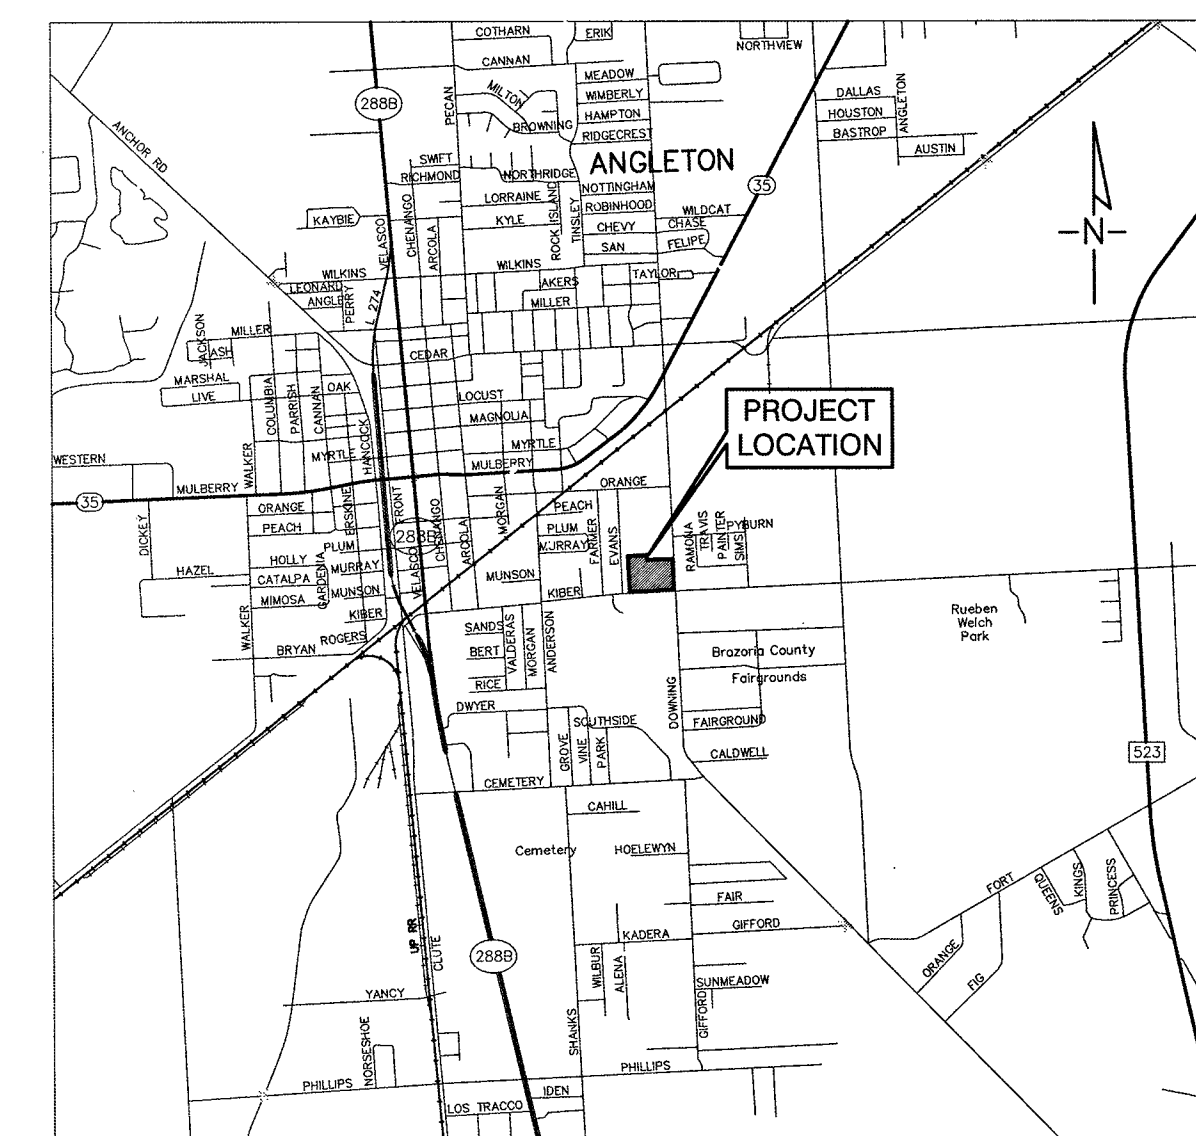 COTHARN
ERIK
NORTHVIEW
CANNAN
MEADOW
MILTON
WIMBERLY
DALLAS
288B
PECAN
HAMPTON
HOUSTON
ANGLETON
BROWNING
RIDGECREST
BASTROP
AUSTIN
ANCHOR RD
SWIFT
ANGLETON
RICHMOND
NORTHRIDGE
NOTTINGHAM
35
LORRAINE
ROBINHOOD
WILDCAT
KAYBIE
CHENANGO
KYLE
ROCK ISLAND
TINSLEY
CHEVY
CHASE
VELASCO
ARCOLA
SAN
FELIPE
N
WILKINS
WILKINS
TAYLOR
LEONARD
AKERS
ANGLE
PERRY
MILLER
L 274
JACKSON
MILLER
ASH
CEDAR
MARSHAL
OAK
LIVE
LOCUST
COLUMBIA
PARRISH
CANNAN
MAGNOLIA
PROJECT
LOCATION
HANCOCK
MYRTLE
WESTERN
WALKER
MYRTLE
MULBERRY
MULBERRY
ORANGE
35
ORANGE
ERSKINE
FRONT
CHENANGO
MORGAN
PEACH
DICKEY
PEACH
288B
ARCOLA
PLUM
FARMER
EVANS
RAMONA
TRAVIS
PAINTER
PYBURN
SIMS
PLUM
MURRAY
HOLLY
HAZEL
GARDENIA
MURRAY
VELASCO
MUNSON
CATALPA
MUNSON
KIBER
MIMOSA
KIBER
Rueben
Welch
Park
WALKER
ROGERS
SANDS
VALDERAS
MORGAN
ANDERSON
BRYAN
BERT
Brazoria County
Fairgrounds
RICE
DOWNING
DWYER
SOUTHSIDE
FAIRGROUND
GROVE
VINE
PARK
CALDWELL
523
CEMETERY
CAHILL
Cemetery
HOELEWYN
FORT
QUEENS
KINGS
PRINCESS
FAIR
GIFFORD
UP RR
CLUTE
288B
KADERA
ORANGE
WILBUR
ALENA
SUNMEADOW
FIG
YANCY
GIFFORD
SHANKS
NORSESHOE
PHILLIPS
PHILLIPS
IDEN
LOS TRACCO